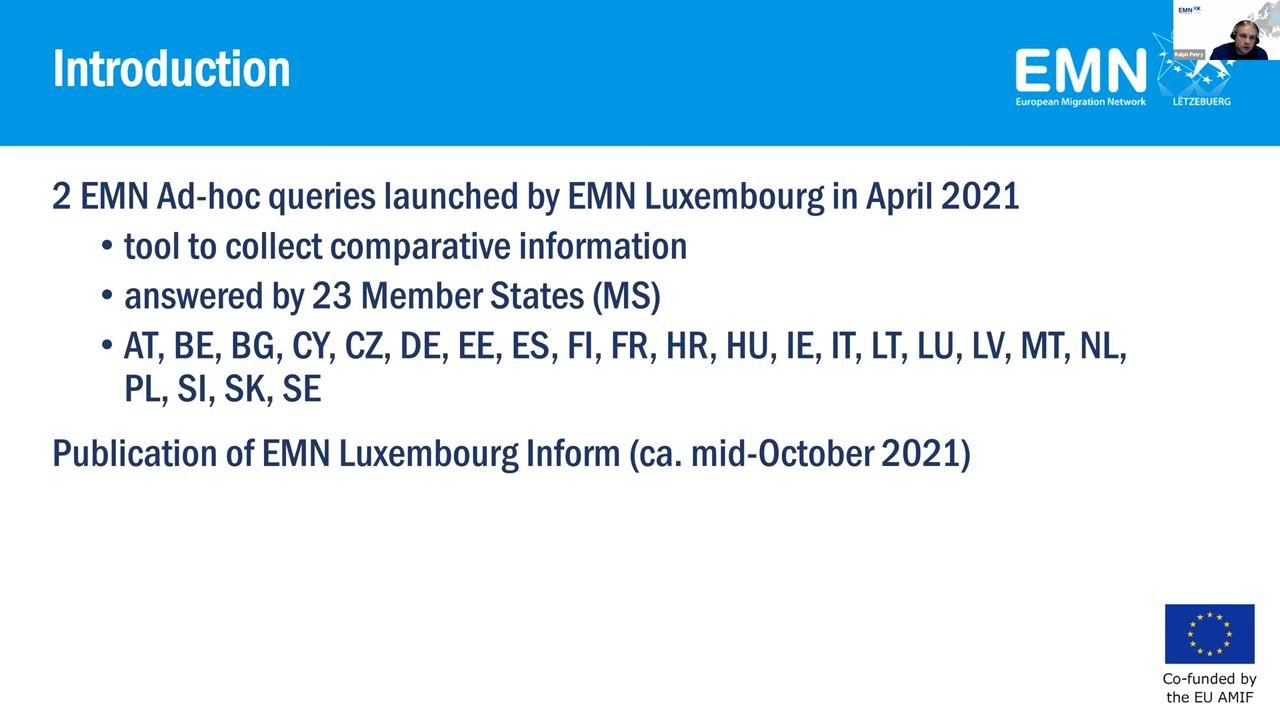 Introduction
EMN
European Migration Network
LËTZEBUERG
EMN
Ralph Petry
2 EMN Ad-hoc queries launched by EMN Luxembourg in April 2021
• tool to collect comparative information
• answered by 23 Member States (MS)
• AT, BE, BG, CY, CZ, DE, EE, ES, FI, FR, HR, HU, IE, IT, LT, LU, LV, MT, NL,
PL, SI, SK, SE
Publication of EMN Luxembourg Inform (ca. mid-October 2021)
Co-funded by
the EU AMIF